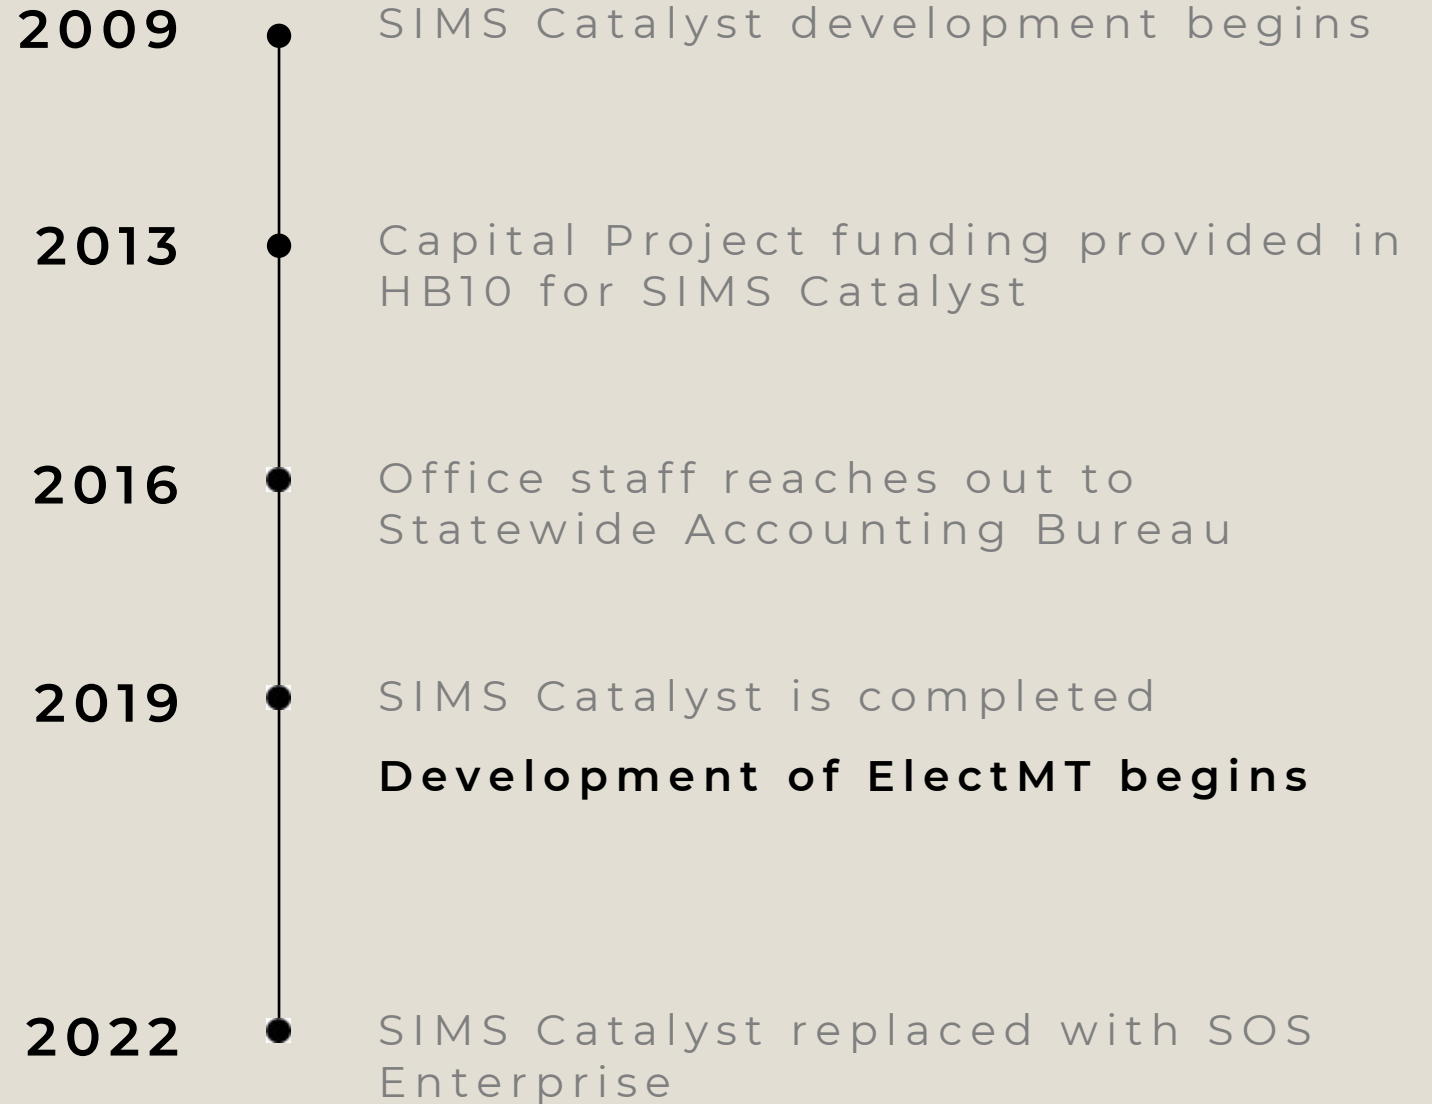 2009 SIMS Catalyst development begins
2013 Capital Project funding provided in
HB10 for SIMS Catalyst
2016 Office staff reaches out to
Statewide Accounting Bureau
2019 SIMS Catalyst is completed
Development of ElectMT begins
2022 SIMS Catalyst replaced with SOS
Enterprise